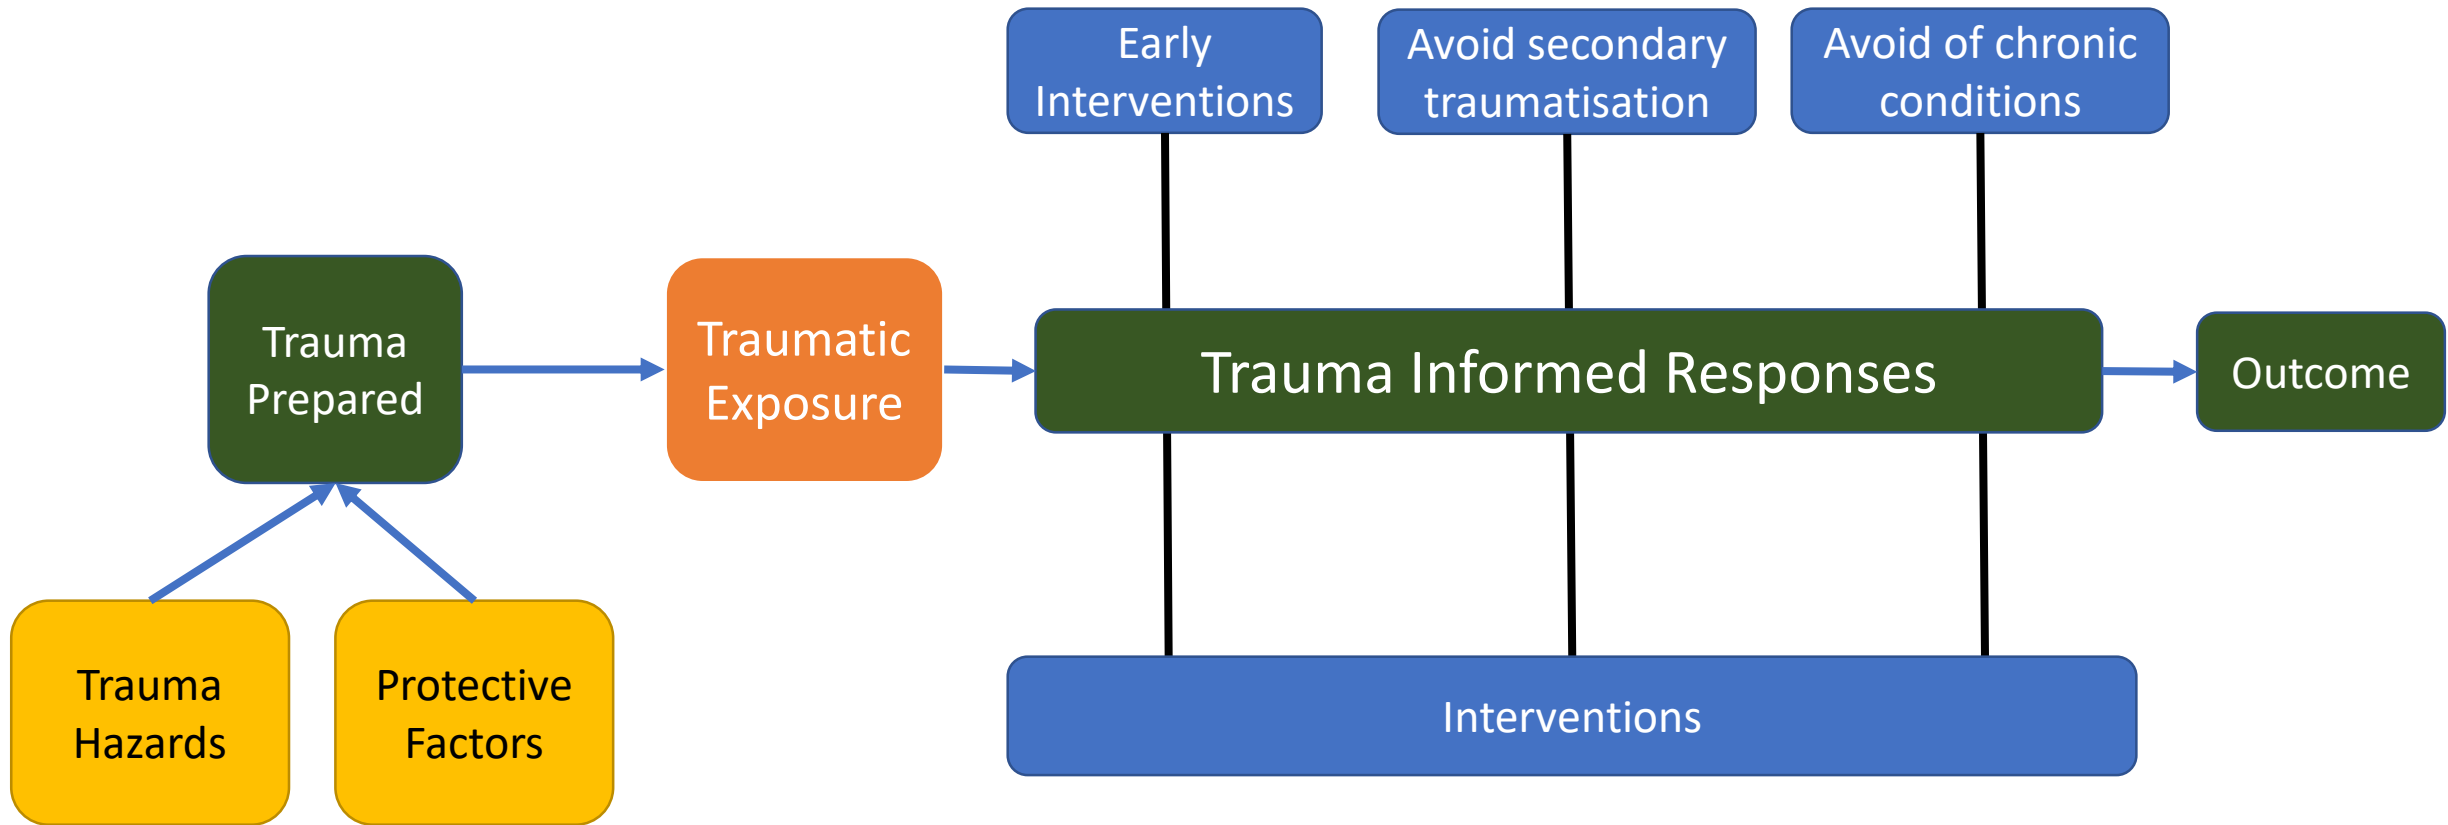 Early
Interventions
Avoid secondary
traumatisation
Avoid of chronic
conditions
Trauma
Prepared
Traumatic
Exposure
Trauma Informed Responses
Outcome
Trauma
Hazards
Protective
Factors
Interventions